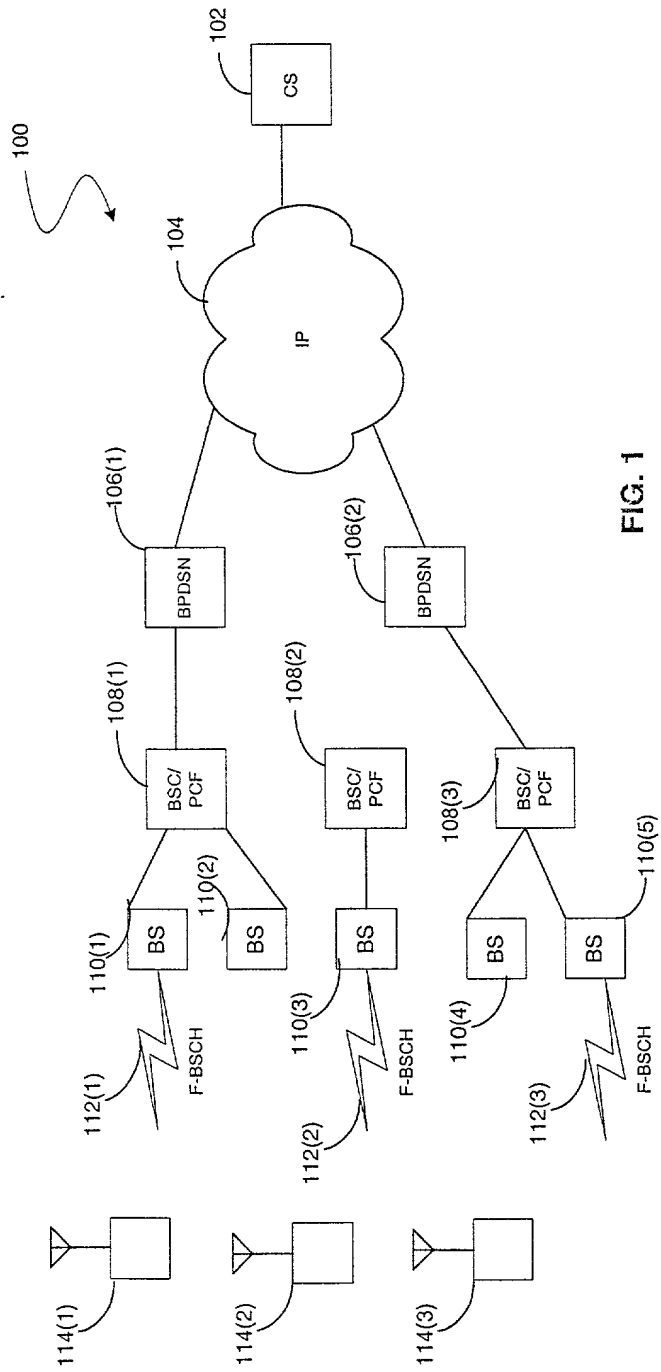 100
102
CS
104
IP
106(1)
BPDSN
106(2)
BPDSN
108(1)
BSC/
PCF
108(2)
BSC/
PCF
108(3)
BSC/
PCF
110(1)
BS
110(2)
BS
110(3)
BS
110(4)
BS
110(5)
BS
112(1)
F-BSCH
112(2)
F-BSCH
112(3)
F-BSCH
114(1)
114(2)
114(3)
FIG. 1